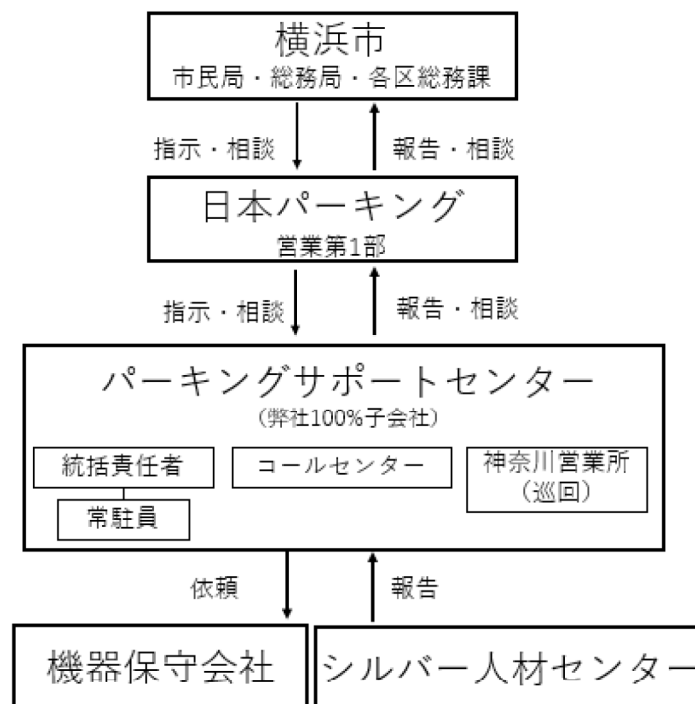 横浜市
市民局・総務局・各区総務課
指示・相談
報告・相談
日本パーキング
営業第1部
指示・相談
報告・相談
パーキングサポートセンター
(弊社100%子会社)
統括責任者
常駐員
コールセンター
神奈川営業所
(巡回)
依頼
報告
機器保守会社
シルバー人材センター